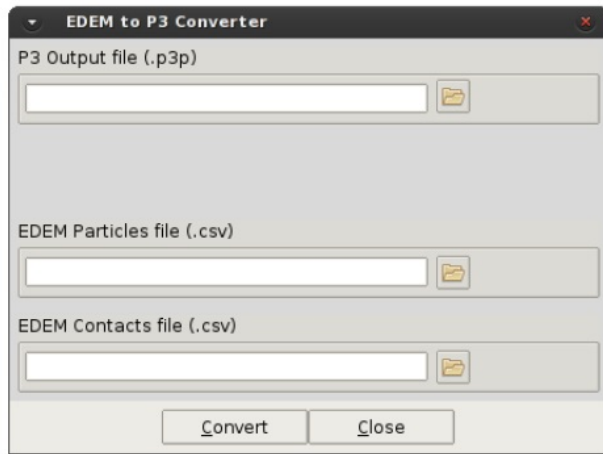 EDEM to P3 Converter
P3 Output file (.p3p)
EDEM Particles file (.csv)
EDEM Contacts file (.csv)
Convert Close